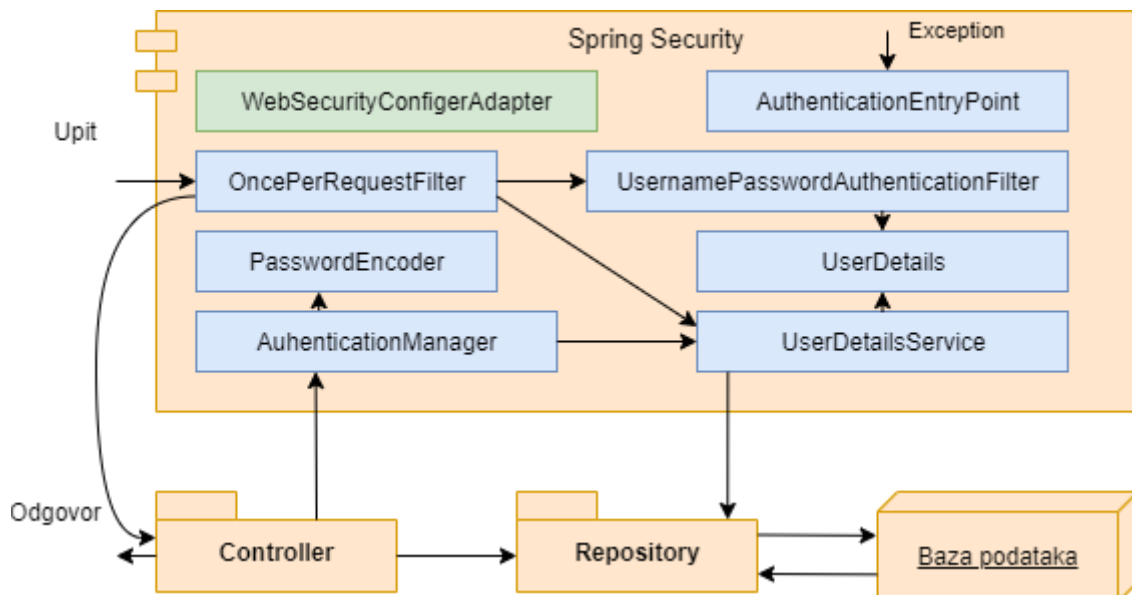 Spring Security
Exception
WebSecurityConfigerAdapter
AuthenticationEntryPoint
Upit
OncePerRequestFilter
UsernamePasswordAuthenticationFilter
PasswordEncoder
UserDetails
AuhenticationManager
UserDetailsService
Odgovor
Controller
Repository
Baza podataka